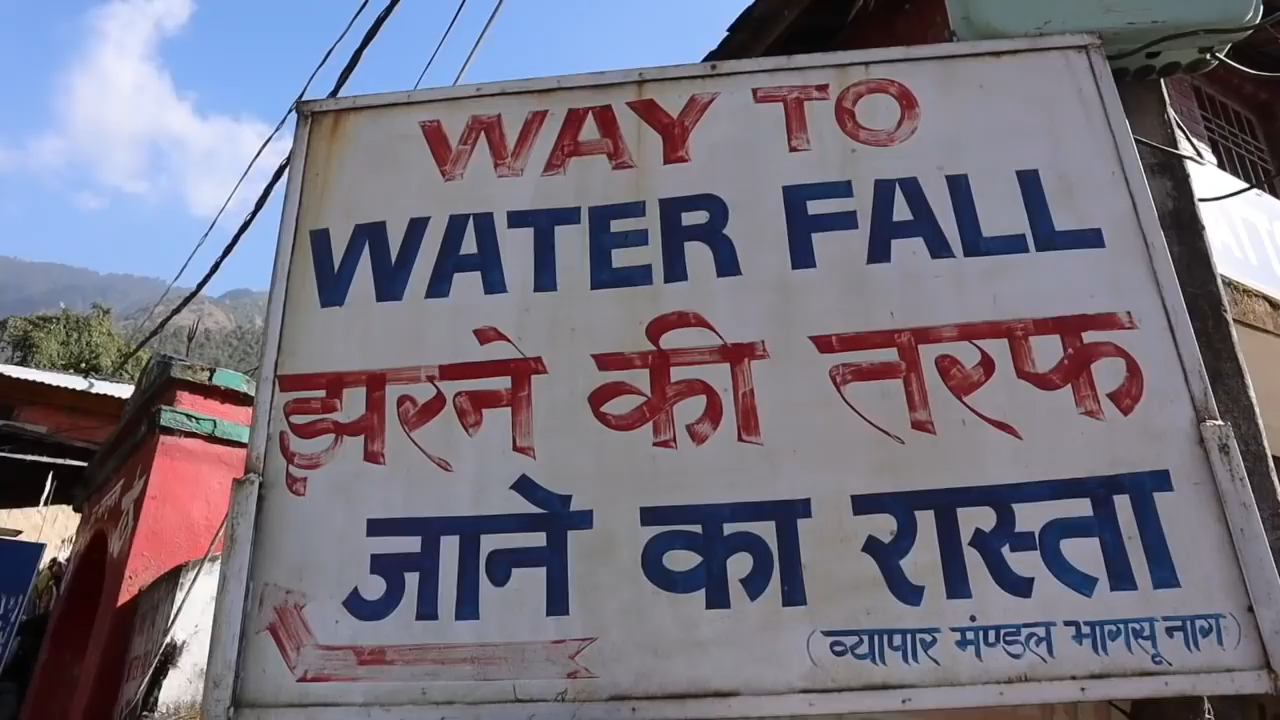 WAY TO
WATER FALL
झरने की तरफ
जाने का रास्ता
(व्यापार मंण्डल भागसू नाग)